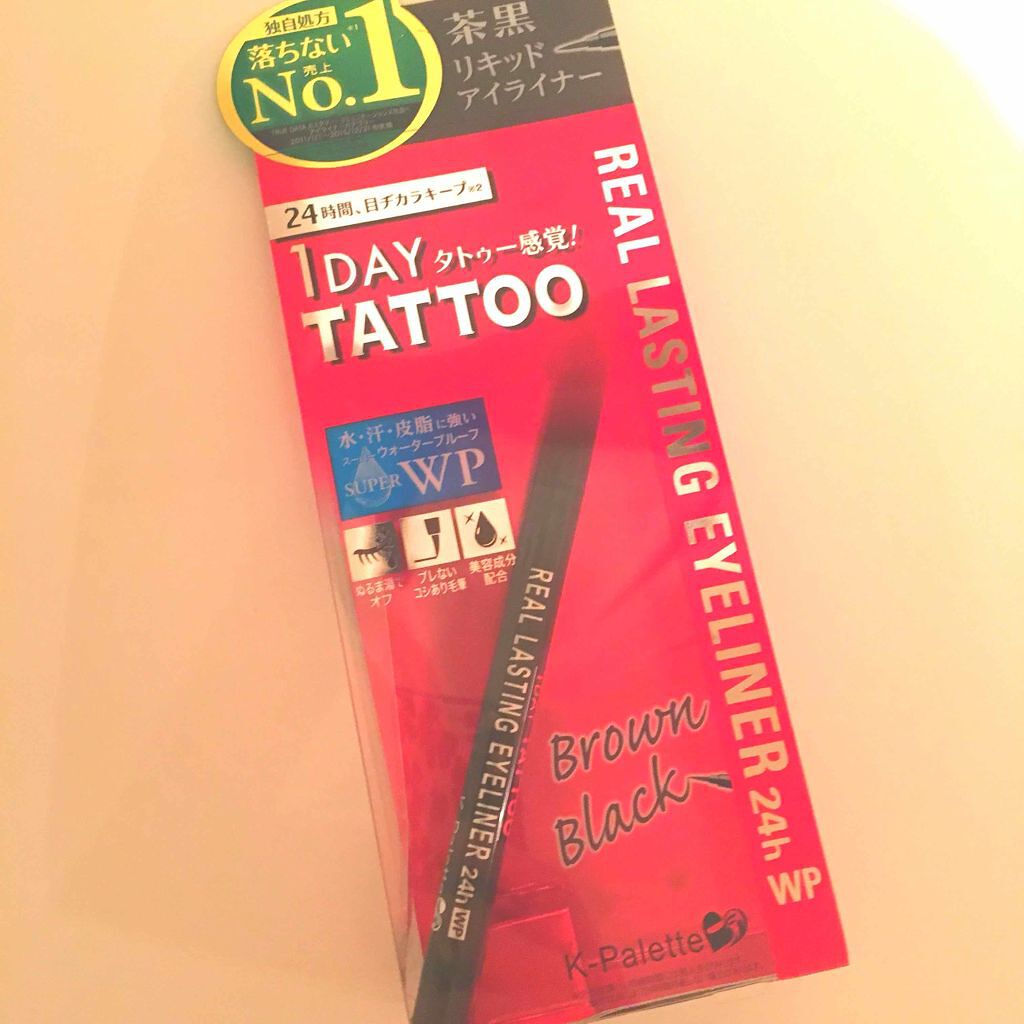 独自処方
落ちない※1
売上
No.1
茶黒
リキッド
アイライナー
24時間、目ヂカラキープ※2
1DAY タトゥー感覚!
TATTOO
REAL LASTING EYELINER 24h WP
水・汗・皮脂に強い
スーパーウォータープルーフ
SUPER WP
ぬるま湯で
オフ
ブレない
コシあり毛筆
美容成分
配合
REAL LASTING EYELINER 24h WP
Brown
Black
K-Palette